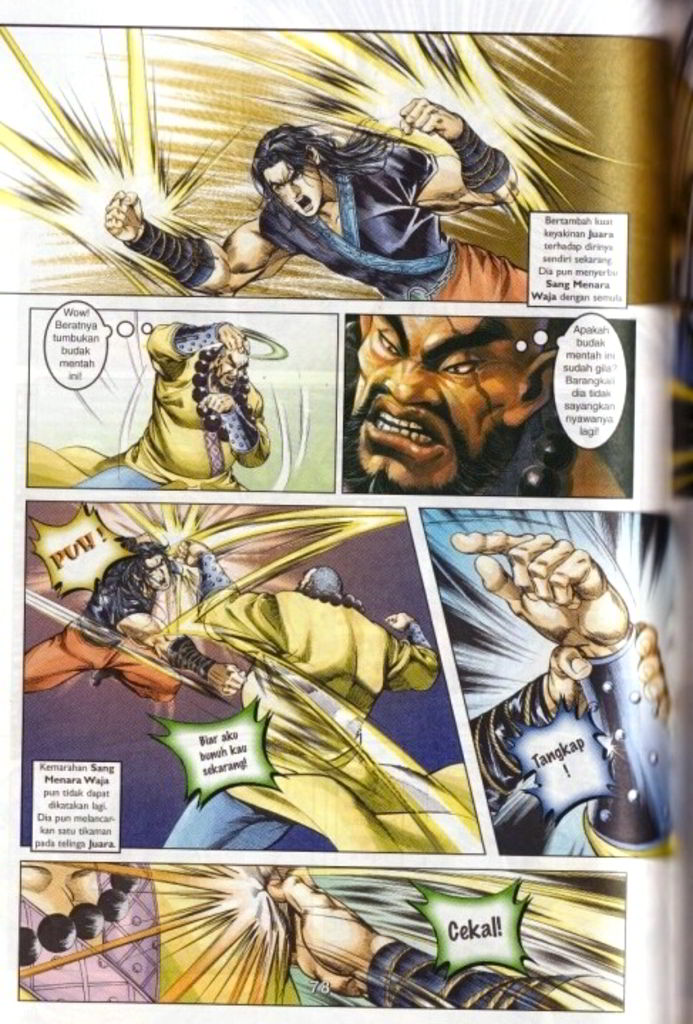 Bertambah kuat
keyakinan Juara
terhadap dirinya
sendiri sekarang.
Dia pun menyerbu
Sang Menara
Waja dengan semula
Wow!
Beratnya
tumbukan
budak
mentah
ini!
Apakah
budak
mentah ini
sudah gila?
Barangkali
dia tidak
sayangkan
nyawanya
lagi!
PUH!
Biar aku
bunuh kau
sekarang!
Kemarahan Sang
Menara Waja
pun tidak dapat
dikatakan lagi.
Dia pun melancar-
kan satu tikaman
pada telinga Juara.
Tangkap
!
Cekal!
78